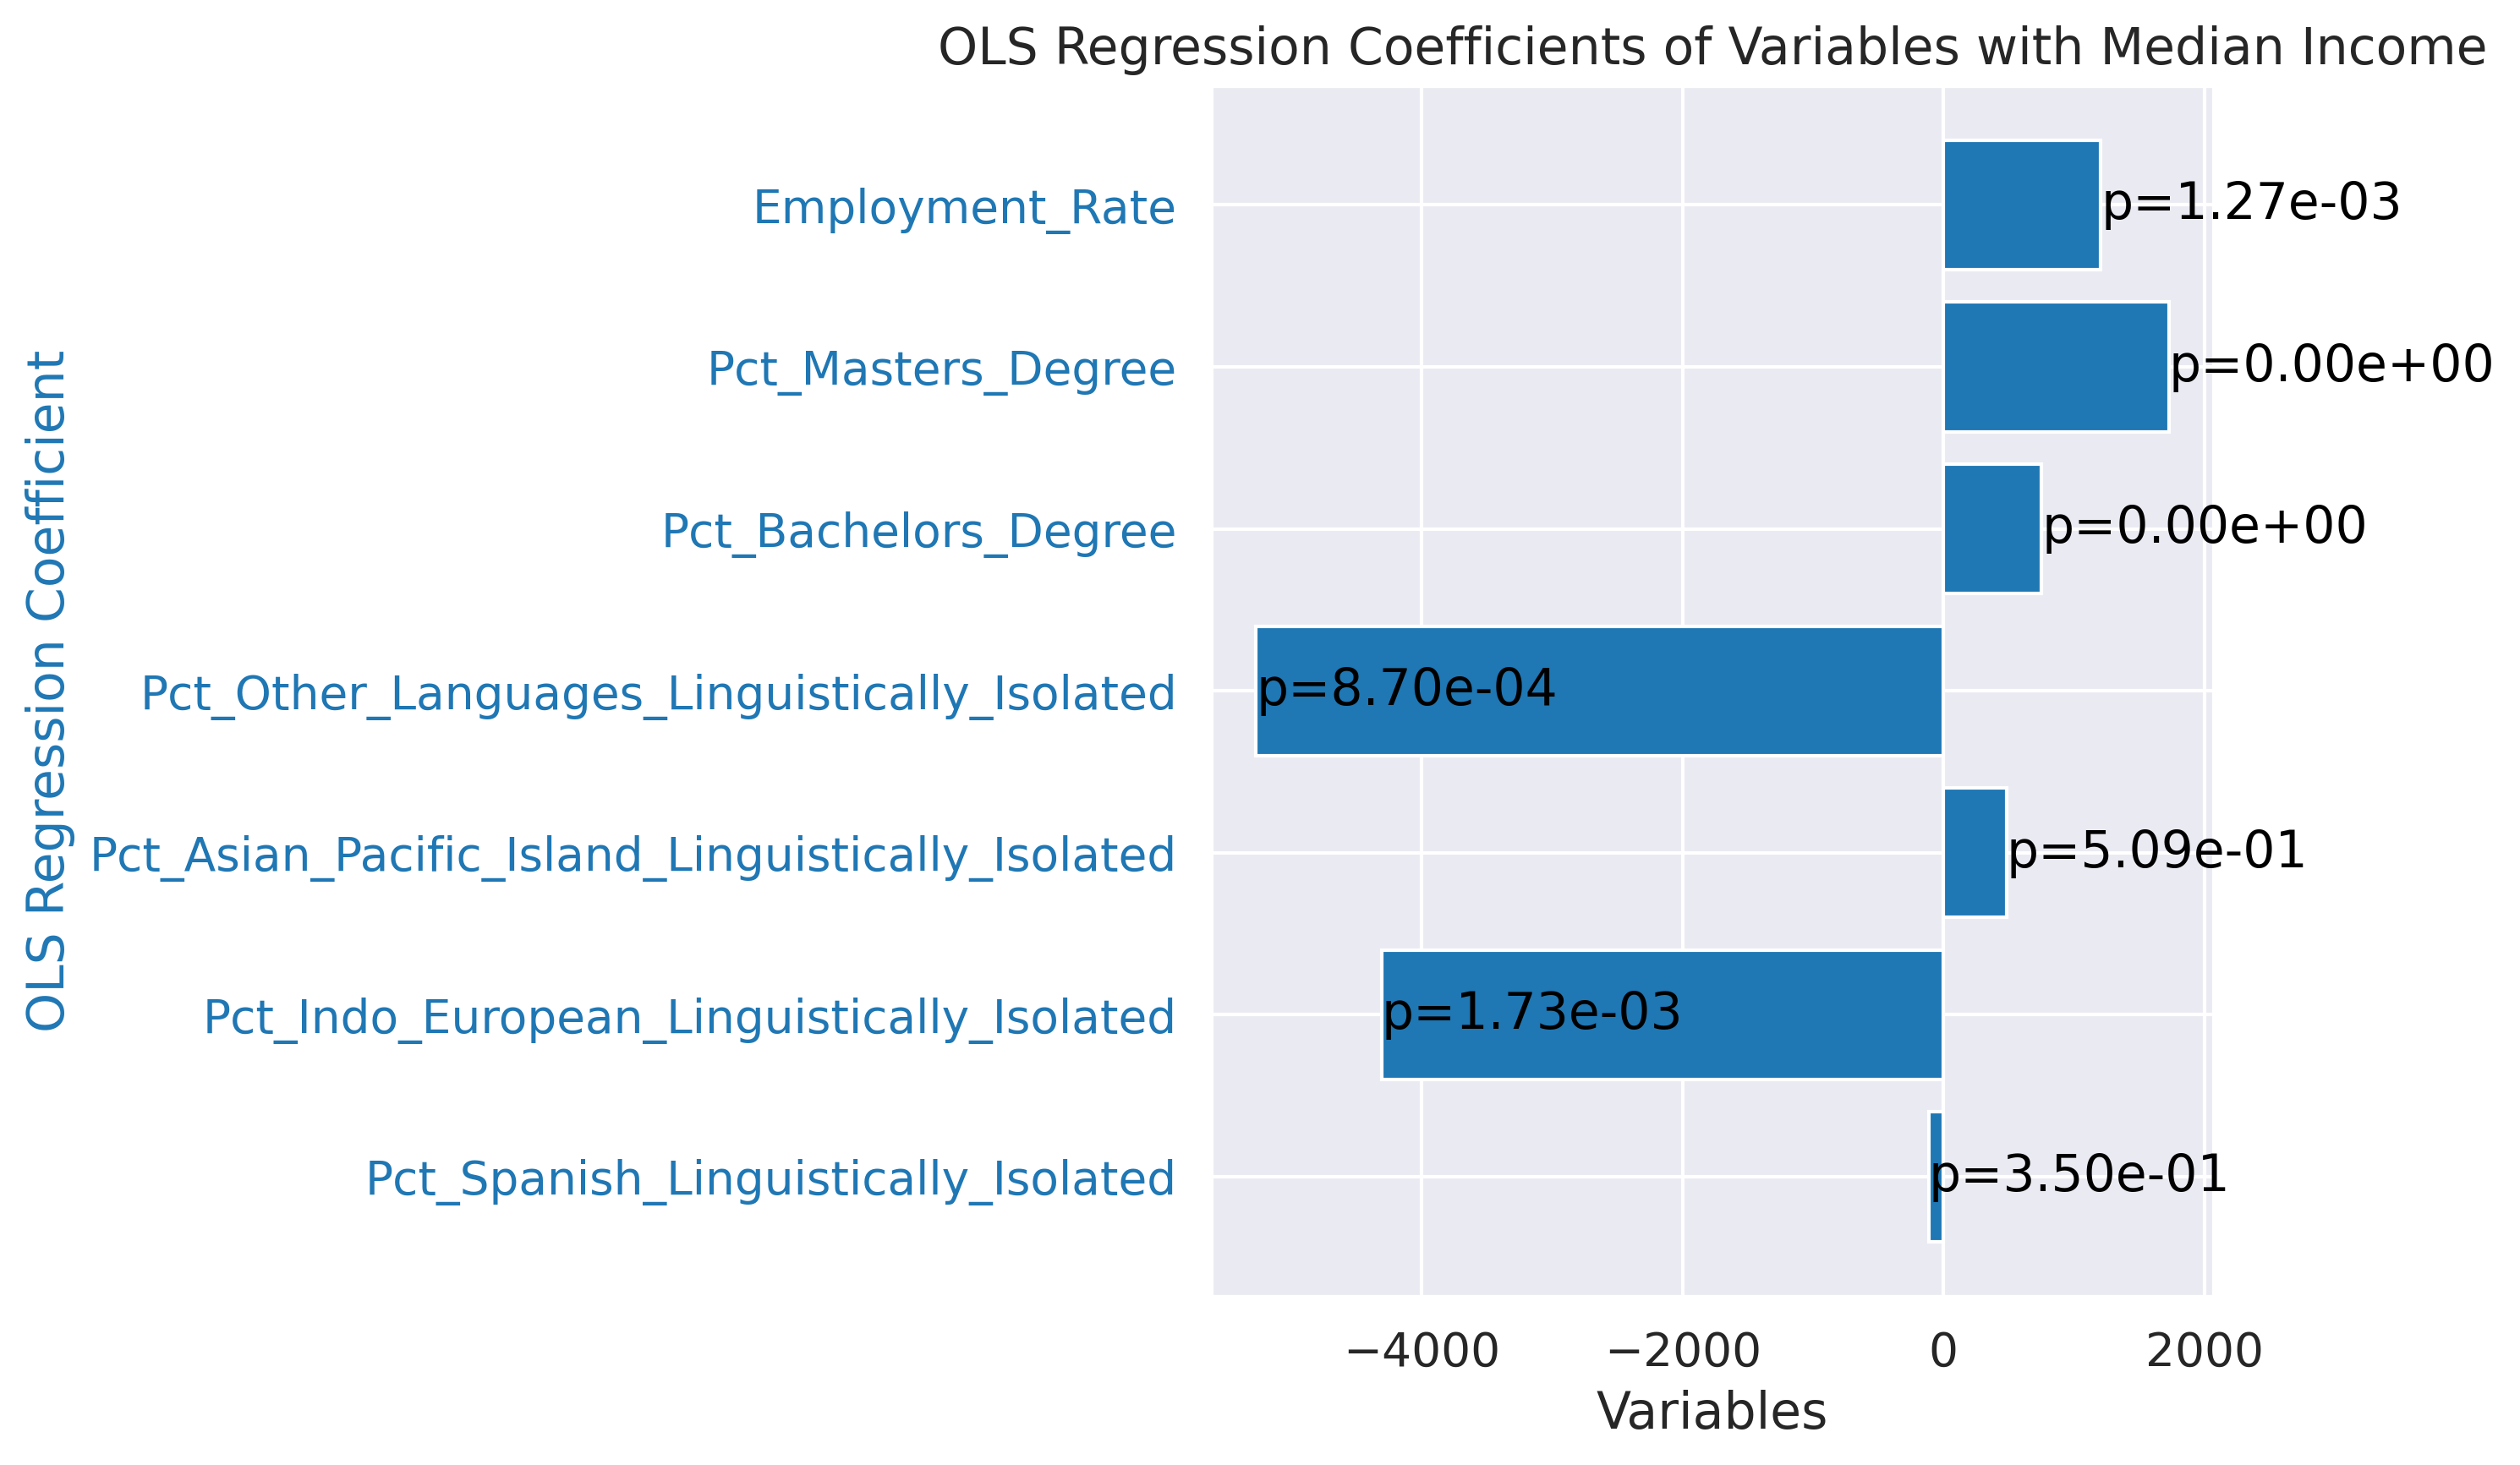 OLS Regression Coefficients of Variables with Median Income
OLS Regression Coefficient
Employment_Rate
p=1.27e-03
Pct_Masters_Degree
p=0.00e+00
Pct_Bachelors_Degree
p=0.00e+00
Pct_Other_Languages_Linguistically_Isolated
p=8.70e-04
Pct_Asian_Pacific_Island_Linguistically_Isolated
p=5.09e-01
Pct_Indo_European_Linguistically_Isolated
p=1.73e-03
Pct_Spanish_Linguistically_Isolated
p=3.50e-01
−4000 −2000 0 2000
Variables